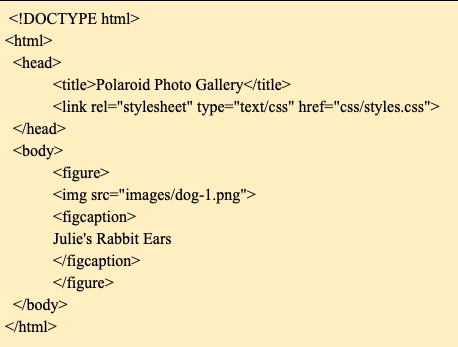 <!DOCTYPE html>
<html>
<head>
<title>Polaroid Photo Gallery</title>
<link rel="stylesheet" type="text/css" href="css/styles.css">
</head>
<body>
<figure>
<img src="images/dog-1.png">
<figcaption>
Julie's Rabbit Ears
</figcaption>
</figure>
</body>
</html>